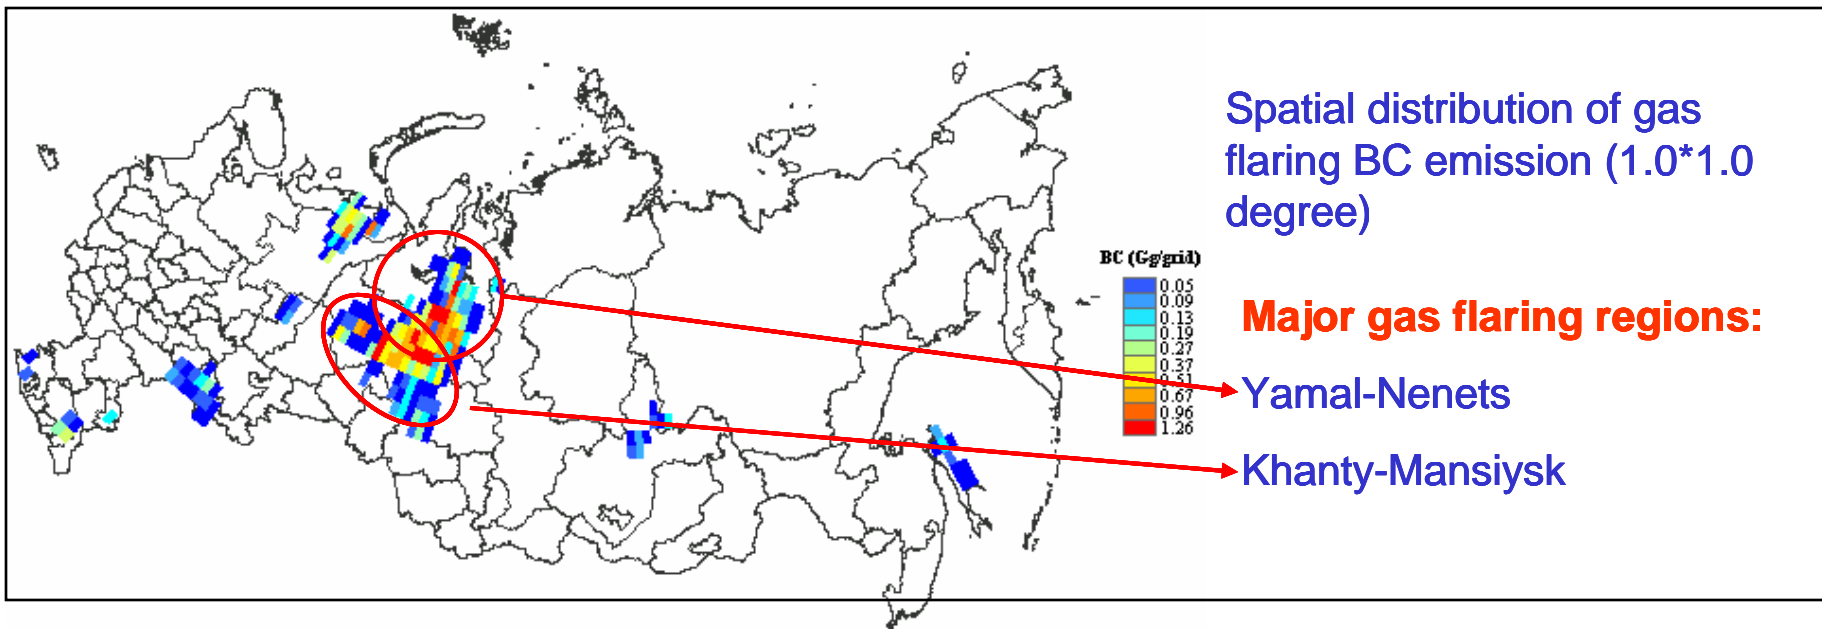 Spatial distribution of gas
flaring BC emission (1.0*1.0
degree)
BC (Gg/grid)
0.05
0.09
0.13
0.19
0.27
0.37
0.51
0.67
0.96
1.26
Major gas flaring regions:
Yamal-Nenets
Khanty-Mansiysk